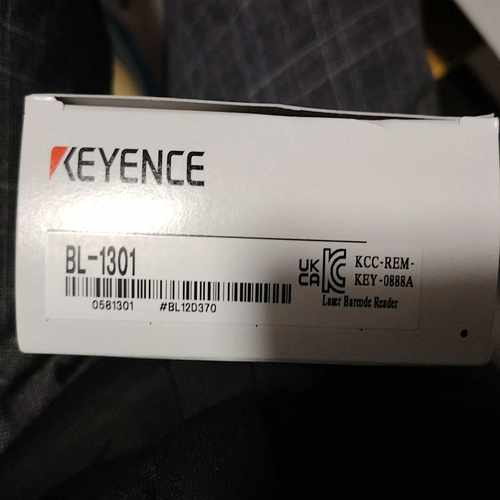 KEYENCE
BL-1301
0581301 #BL12D370
UK
CA
KCC-REM-
KEY-0888A
Laser Barcode Reader